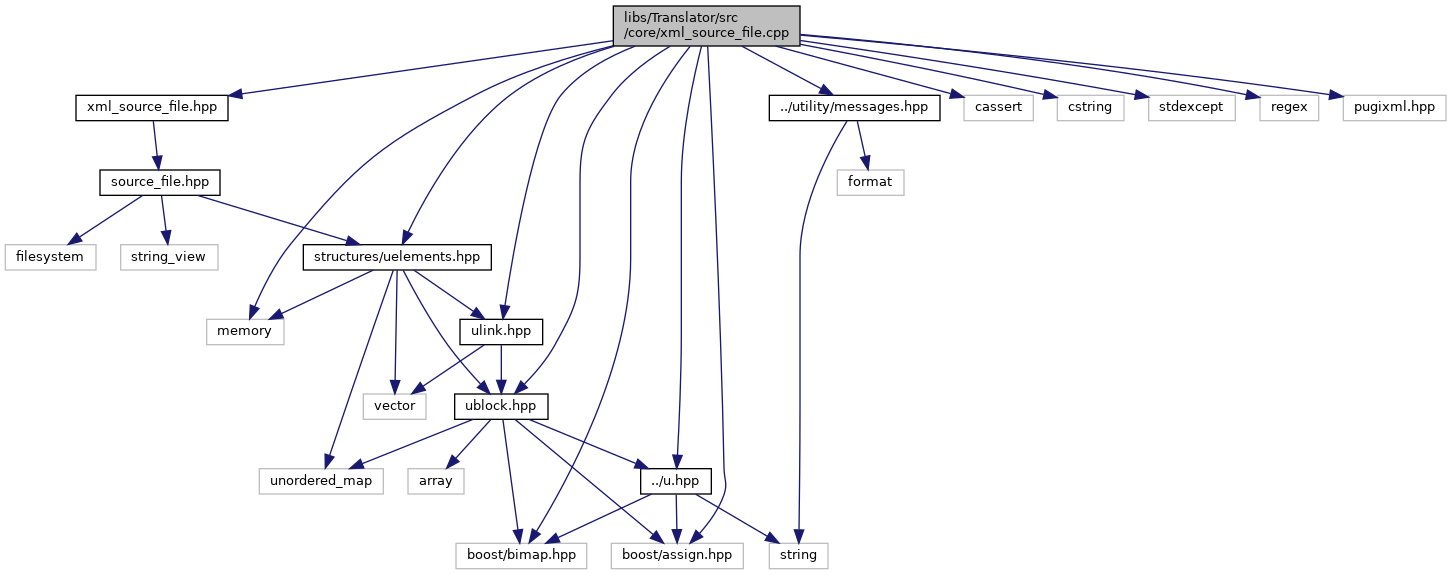 libs/Translator/src
/core/xml_source_file.cpp
xml_source_file.hpp
../utility/messages.hpp
cassert
cstring
stdexcept
regex
pugixml.hpp
source_file.hpp
format
filesystem
string_view
structures/uelements.hpp
memory
ulink.hpp
vector
ublock.hpp
unordered_map
array
../u.hpp
boost/bimap.hpp
boost/assign.hpp
string